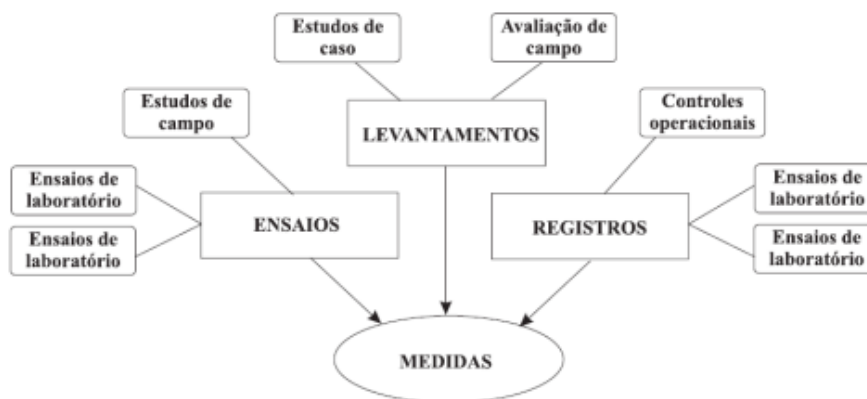 Estudos de
caso
Avaliação de
campo
Estudos de
campo
LEVANTAMENTOS
Controles
operacionais
Ensaios de
laboratório
Ensaios de
laboratório
ENSAIOS
REGISTROS
Ensaios de
laboratório
Ensaios de
laboratório
MEDIDAS